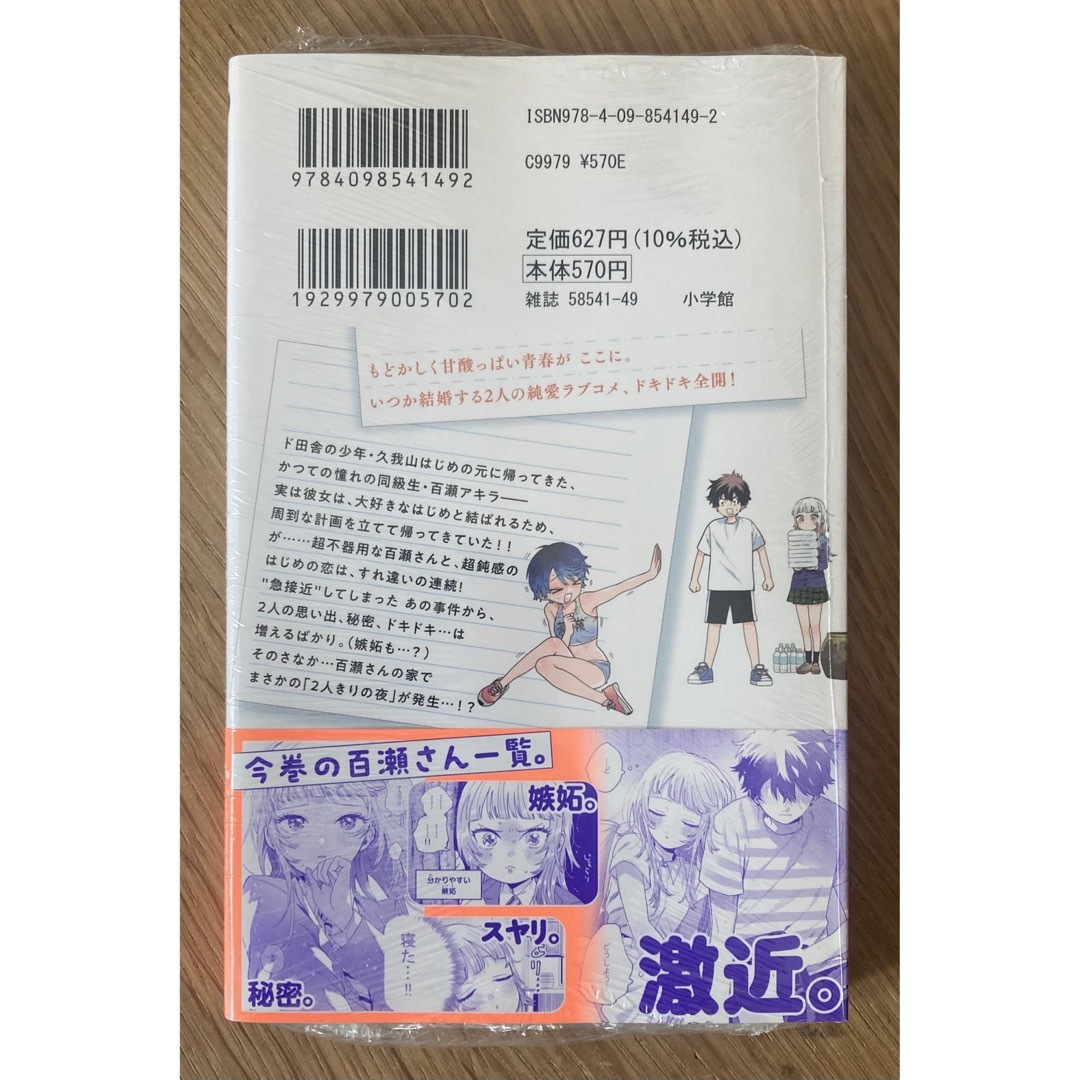 ISBN978-4-09-854149-2
C9979 ¥570E
9784098541492
定価627円(10%税込)
本体570円
1929979005702
雑誌 58541-49 小学館
もどかしく甘酸っぱい青春が ここに。
いつか結婚する2人の純愛ラブコメ、ドキドキ全開!
ド田舎の少年・久我山はじめの元に帰ってきた、
かつての憧れの同級生・百瀬アキラ——
実は彼女は、大好きなはじめと結ばれるため、
周到な計画を立てて帰ってきていた!!
が……超不器用な百瀬さんと、超鈍感の
はじめの恋は、すれ違いの連続!
"急接近"してしまった あの事件から、
2人の思い出、秘密、ドキドキ…は
増えるばかり。(嫉妬も…?)
そのさなか…百瀬さんの家で
まさかの「2人きりの夜」が発生…!?
今巻の百瀬さん一覧。
嫉妬。
分かりやすい
嫉妬
スヤリ。
寝た…!!
秘密。
激近。